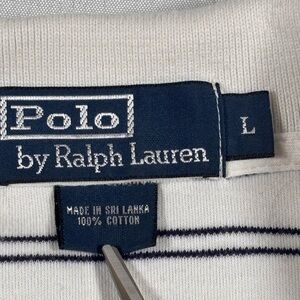 Polo
by Ralph Lauren
L
MADE IN SRI LANKA
100% COTTON